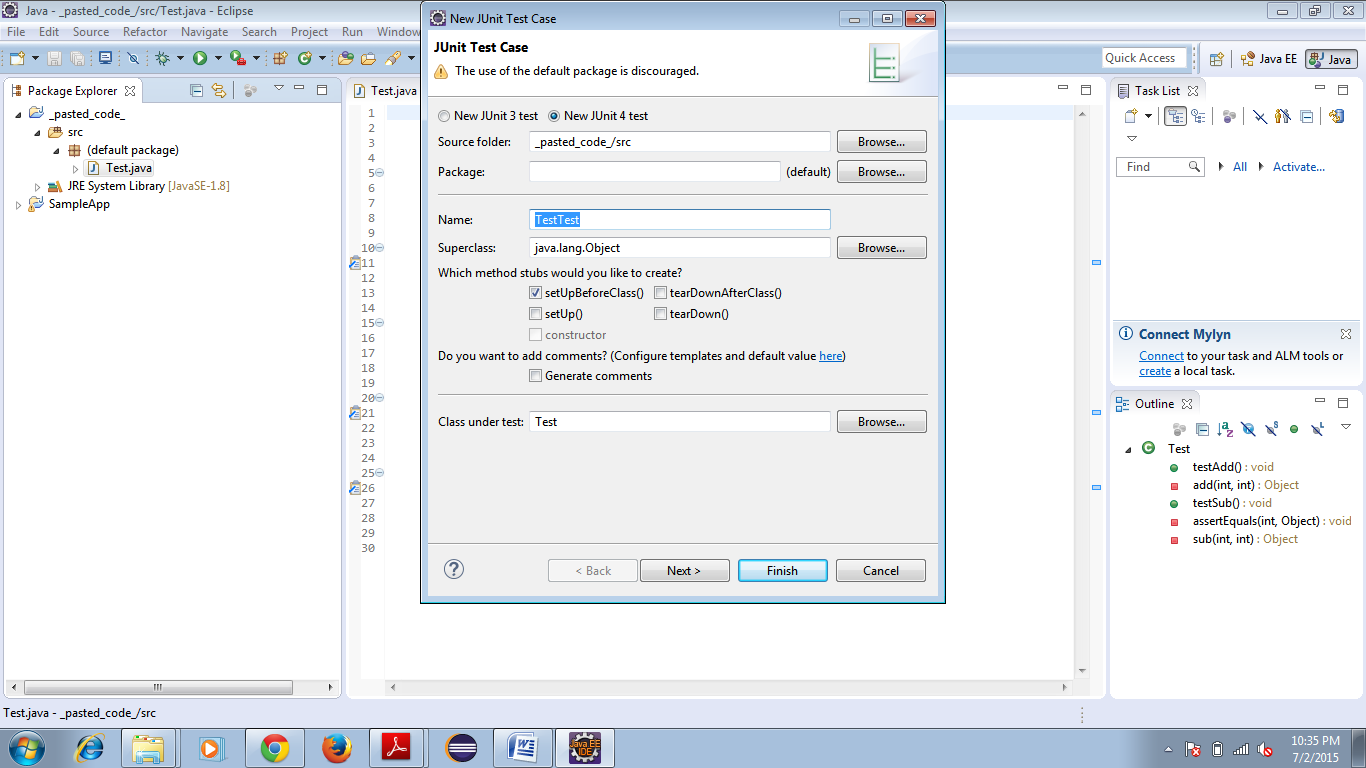 Java - _pasted_code_/src/Test.java - Eclipse
File Edit Source Refactor Navigate Search Project Run Window
Quick Access
Java EE
Java
Package Explorer
_pasted_code_
src
(default package)
Test.java
JRE System Library [JavaSE-1.8]
SampleApp
Test.java
1
2
3
4
5
6
7
8
9
10
11
12
13
14
15
16
17
18
19
20
21
22
23
24
25
26
27
28
29
30
New JUnit Test Case
JUnit Test Case
The use of the default package is discouraged.
New JUnit 3 test New JUnit 4 test
Source folder: _pasted_code_/src Browse...
Package: (default) Browse...
Name: TestTest
Superclass: java.lang.Object Browse...
Which method stubs would you like to create?
setUpBeforeClass() tearDownAfterClass()
setUp() tearDown()
constructor
Do you want to add comments? (Configure templates and default value here)
Generate comments
Class under test: Test Browse...
? < Back Next > Finish Cancel
Task List
Find All Activate...
Connect Mylyn
Connect to your task and ALM tools or
create a local task.
Outline
Test
testAdd() : void
add(int, int) : Object
testSub() : void
assertEquals(int, Object) : void
sub(int, int) : Object
Test.java - _pasted_code_/src
Java EE
IDE
10:35 PM
7/2/2015